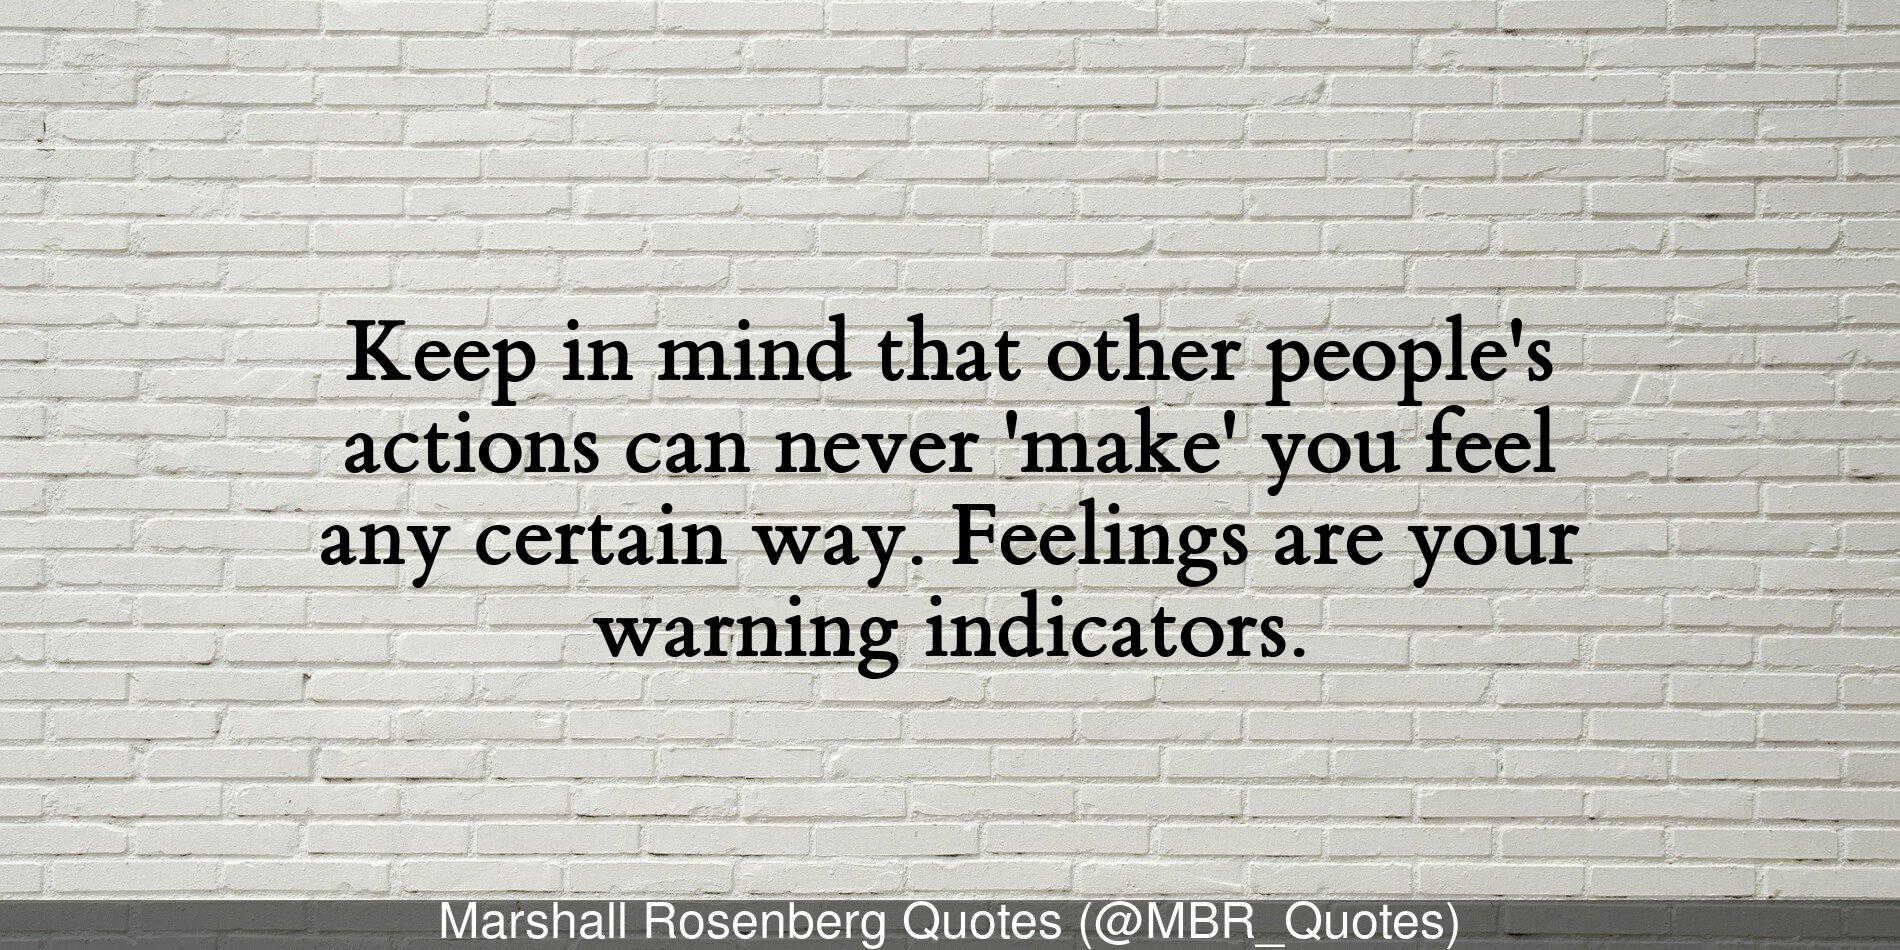 Keep in mind that other people's
actions can never 'make' you feel
any certain way. Feelings are your
warning indicators.
Marshall Rosenberg Quotes (@MBR_Quotes)